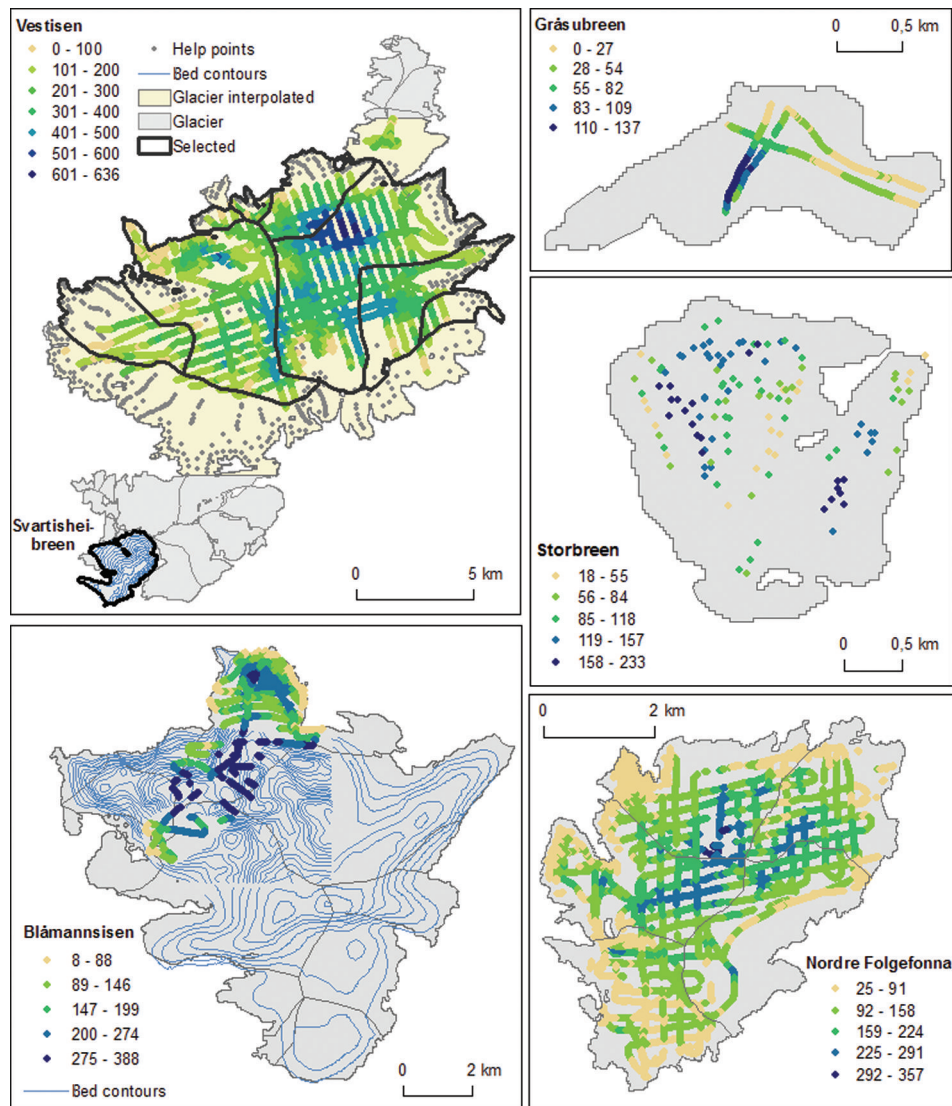 Vestisen
0 - 100
101 - 200
201 - 300
301 - 400
401 - 500
501 - 600
601 - 636
Help points
Bed contours
Glacier interpolated
Glacier
Selected
Svartishei-
breen
0 5 km
Gråsubreen
0 - 27
28 - 54
55 - 82
83 - 109
110 - 137
0 0,5 km
Storbreen
18 - 55
56 - 84
85 - 118
119 - 157
158 - 233
0 0,5 km
Blåmannsisen
8 - 88
89 - 146
147 - 199
200 - 274
275 - 388
Bed contours
0 2 km
0 2 km
Nordre Folgefonna
25 - 91
92 - 158
159 - 224
225 - 291
292 - 357